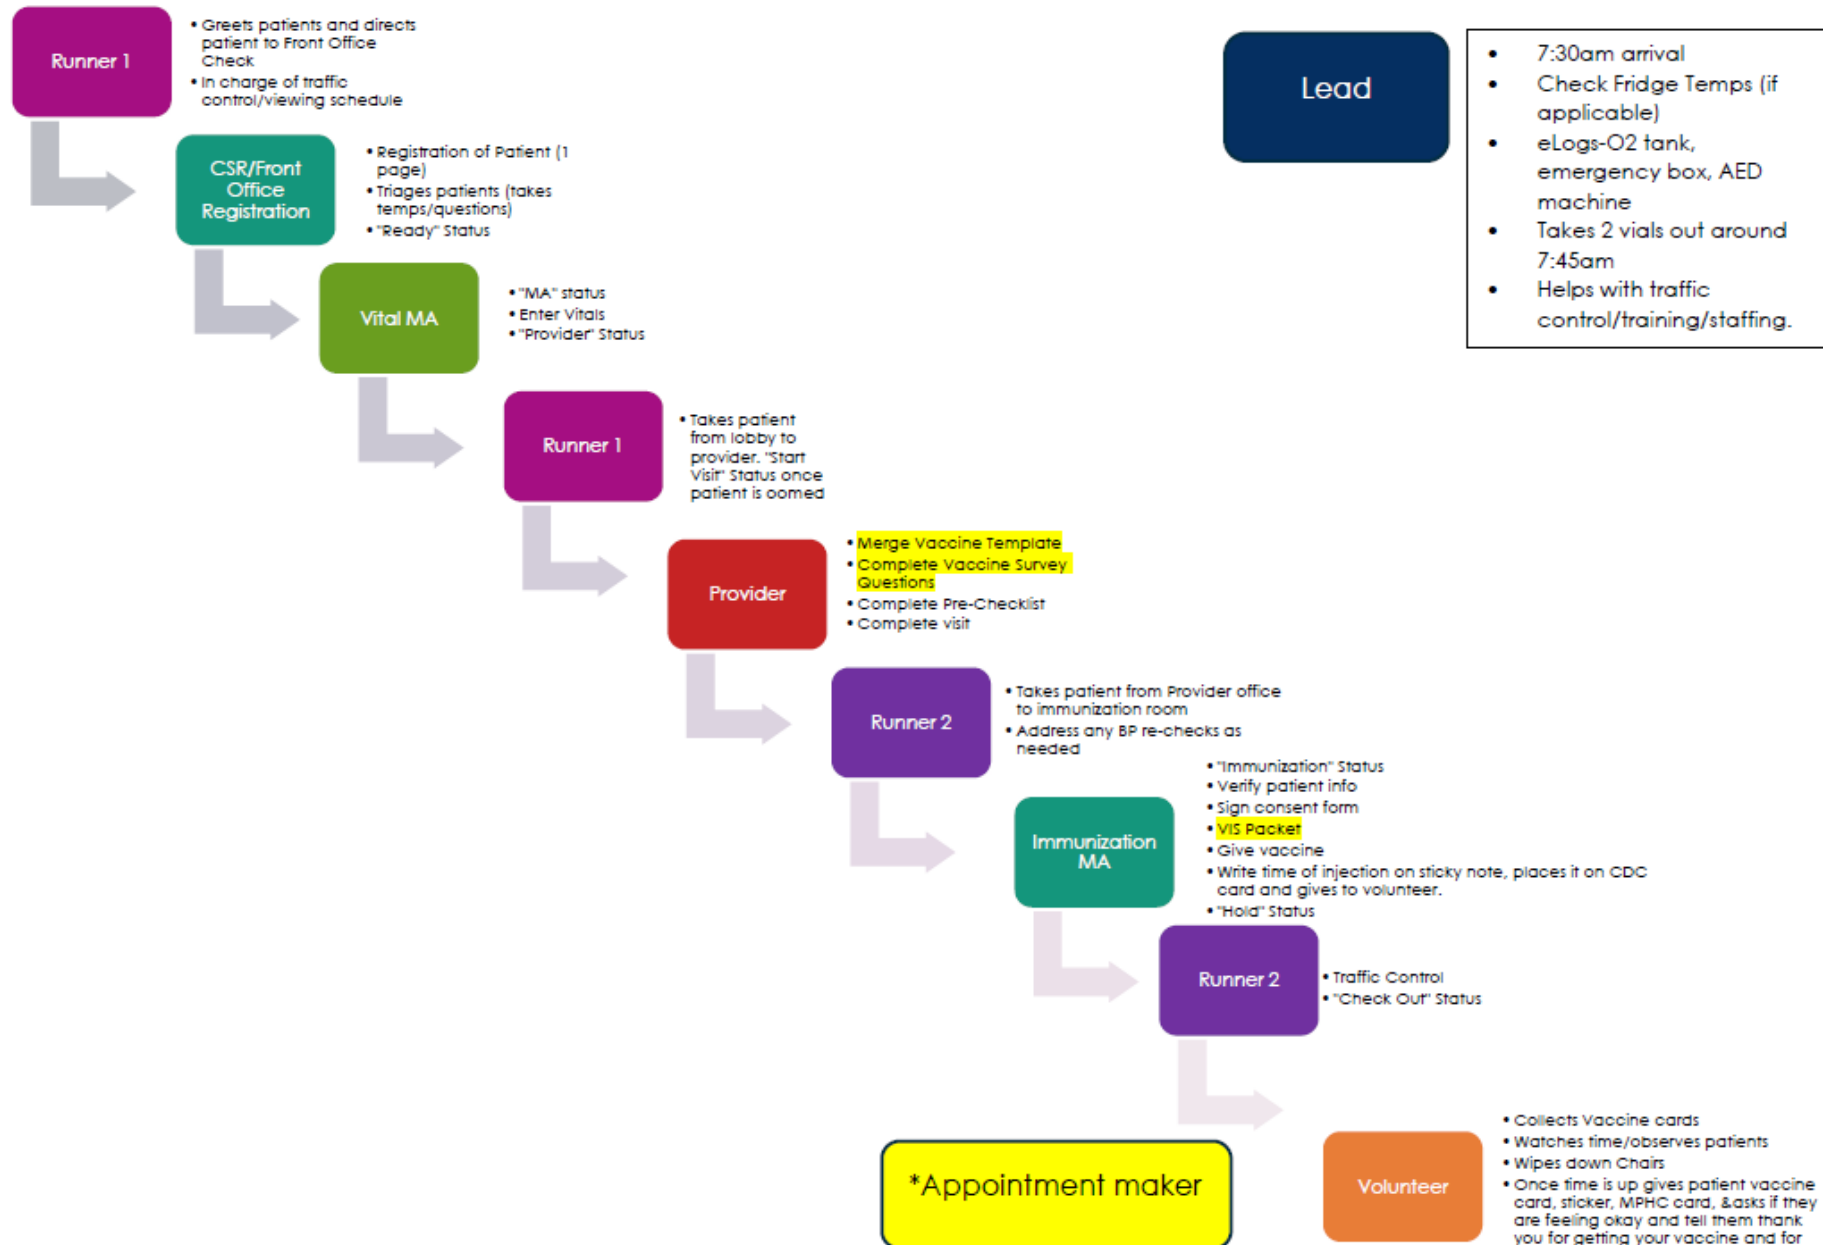 Runner 1
• Greets patients and directs
patient to Front Office
Check
• In charge of traffic
control/viewing schedule
Lead
• 7:30am arrival
• Check Fridge Temps (if
applicable)
• eLogs-O2 tank,
emergency box, AED
machine
• Takes 2 vials out around
7:45am
• Helps with traffic
control/training/staffing.
CSR/Front
Office
Registration
• Registration of Patient (1
page)
• Triages patients (takes
temps/questions)
• "Ready" Status
Vital MA
• "MA" status
• Enter Vitals
• "Provider" Status
Runner 1
• Takes patient
from lobby to
provider. "Start
Visit" Status once
patient is oomed
Provider
• Merge Vaccine Template
• Complete Vaccine Survey
Questions
• Complete Pre-Checklist
• Complete visit
Runner 2
• Takes patient from Provider office
to immunization room
• Address any BP re-checks as
needed
Immunization
MA
• "Immunization" Status
• Verify patient info
• Sign consent form
• VIS Packet
• Give vaccine
• Write time of injection on sticky note, places it on CDC
card and gives to volunteer.
• "Hold" Status
Runner 2
• Traffic Control
• "Check Out" Status
*Appointment maker
Volunteer
• Collects Vaccine cards
• Watches time/observes patients
• Wipes down Chairs
• Once time is up gives patient vaccine
card, sticker, MPHC card, &asks if they
are feeling okay and tell them thank
you for getting your vaccine and for